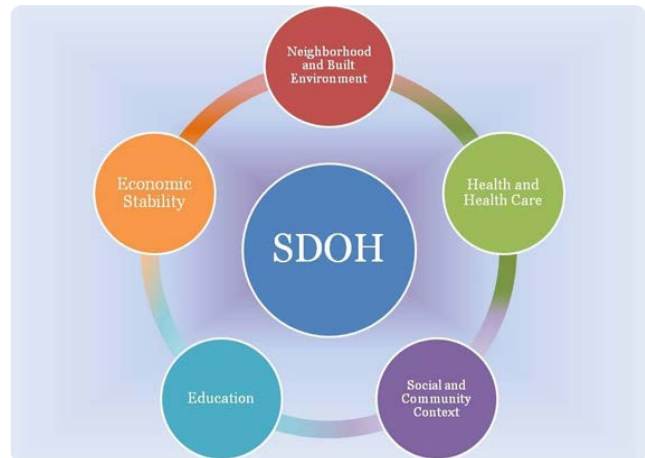 Neighborhood
and Built
Environment
Economic
Stability
Health and
Health Care
SDOH
Education
Social and
Community
Context